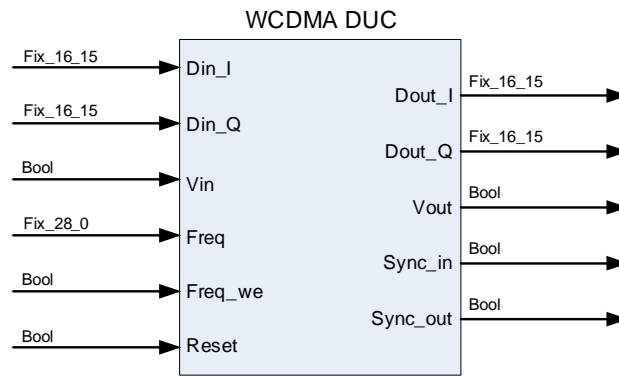 WCDMA DUC
Fix_16_15
Din_I
Fix_16_15
Din_Q
Bool
Vin
Fix_28_0
Freq
Bool
Freq_we
Bool
Reset
Dout_I
Fix_16_15
Dout_Q
Fix_16_15
Vout
Bool
Sync_in
Bool
Sync_out
Bool